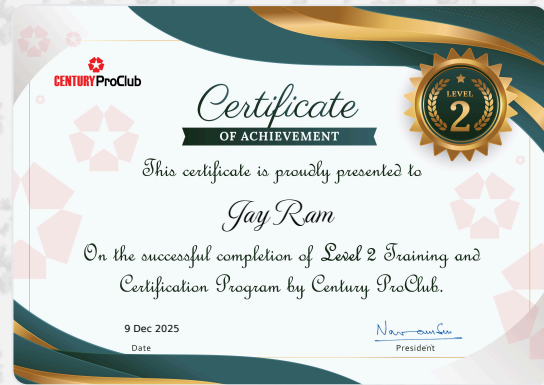 CENTURY ProClub
Certificate
OF ACHIEVEMENT
LEVEL
2
This certificate is proudly presented to
Jay Ram
On the successful completion of Level 2 Training and
Certification Program by Century ProClub.
9 Dec 2025
Date
President